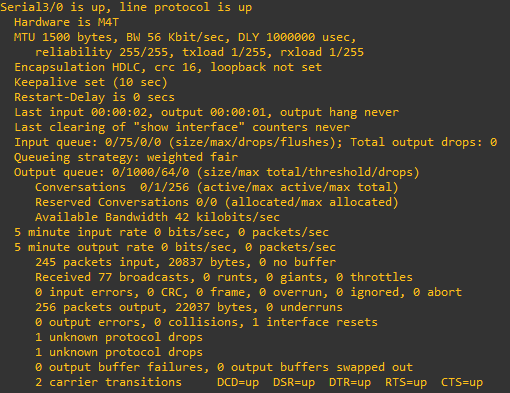 Serial3/0 is up, line protocol is up
Hardware is M4T
MTU 1500 bytes, BW 56 Kbit/sec, DLY 1000000 usec,
reliability 255/255, txload 1/255, rxload 1/255
Encapsulation HDLC, crc 16, loopback not set
Keepalive set (10 sec)
Restart-Delay is 0 secs
Last input 00:00:02, output 00:00:01, output hang never
Last clearing of "show interface" counters never
Input queue: 0/75/0/0 (size/max/drops/flushes); Total output drops: 0
Queueing strategy: weighted fair
Output queue: 0/1000/64/0 (size/max total/threshold/drops)
Conversations 0/1/256 (active/max active/max total)
Reserved Conversations 0/0 (allocated/max allocated)
Available Bandwidth 42 kilobits/sec
5 minute input rate 0 bits/sec, 0 packets/sec
5 minute output rate 0 bits/sec, 0 packets/sec
245 packets input, 20837 bytes, 0 no buffer
Received 77 broadcasts, 0 runts, 0 giants, 0 throttles
0 input errors, 0 CRC, 0 frame, 0 overrun, 0 ignored, 0 abort
256 packets output, 22037 bytes, 0 underruns
0 output errors, 0 collisions, 1 interface resets
1 unknown protocol drops
1 unknown protocol drops
0 output buffer failures, 0 output buffers swapped out
2 carrier transitions DCD=up DSR=up DTR=up RTS=up CTS=up